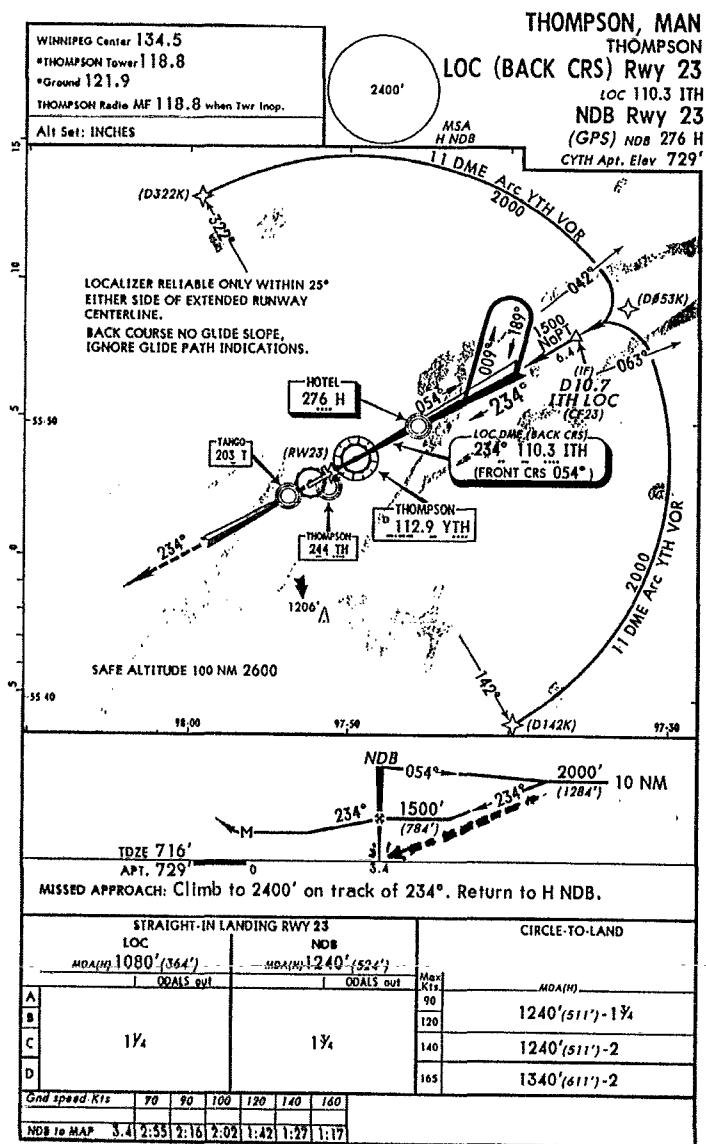 THOMPSON, MAN
THOMPSON
LOC (BACK CRS) Rwy 23
LOC 110.3 ITH
NDB Rwy 23
(GPS) NDB 276 H
CYTH Apt. Elev 729'
WINNIPEG Center 134.5
*THOMPSON Tower 118.8
*Ground 121.9
THOMPSON Radio MF 118.8 when Twr Inop.
Alt Set: INCHES
2400'
MSA
H NDB
15
11 DME Arc YTH VOR
2000
(D322K)
322°
042°
(DØ53K)
LOCALIZER RELIABLE ONLY WITHIN 25°
EITHER SIDE OF EXTENDED RUNWAY
CENTERLINE.
BACK COURSE NO GLIDE SLOPE,
IGNORE GLIDE PATH INDICATIONS.
10
189°
009°
1500
NoPT
6.4
063°
(IF)
D10.7
ITH LOC
(CF23)
HOTEL
276 H
054°
234°
5
55-50
TANGO
203 T
(RW23)
LOC DME (BACK CRS)
234° 110.3 ITH
(FRONT CRS 054°)
THOMPSON
D 112.9 YTH
THOMPSON
244 TH
234°
0
1206'
2000
11 DME Arc YTH VOR
SAFE ALTITUDE 100 NM 2600
142°
5
55-40
(D142K)
98-00
97-50
97-30
NDB
054°
2000'
(1284')
10 NM
234°
1500'
(784')
234°
M
TDZE 716'
APT. 729'
0
3.4
MISSED APPROACH: Climb to 2400' on track of 234°. Return to H NDB.
STRAIGHT-IN LANDING RWY 23
CIRCLE-TO-LAND
LOC
NDB
MDA(H) 1080' (364')
MDA(H) 1240' (524')
ODALS out
ODALS out
Max Kts
MDA(H)
A
B
C
D
1¼
1¾
90
120
1240' (511') - 1¾
140
1240' (511') - 2
165
1340' (611') - 2
Gnd speed-Kts 70 90 100 120 140 160
NDB to MAP 3.4 2:55 2:16 2:02 1:42 1:27 1:17